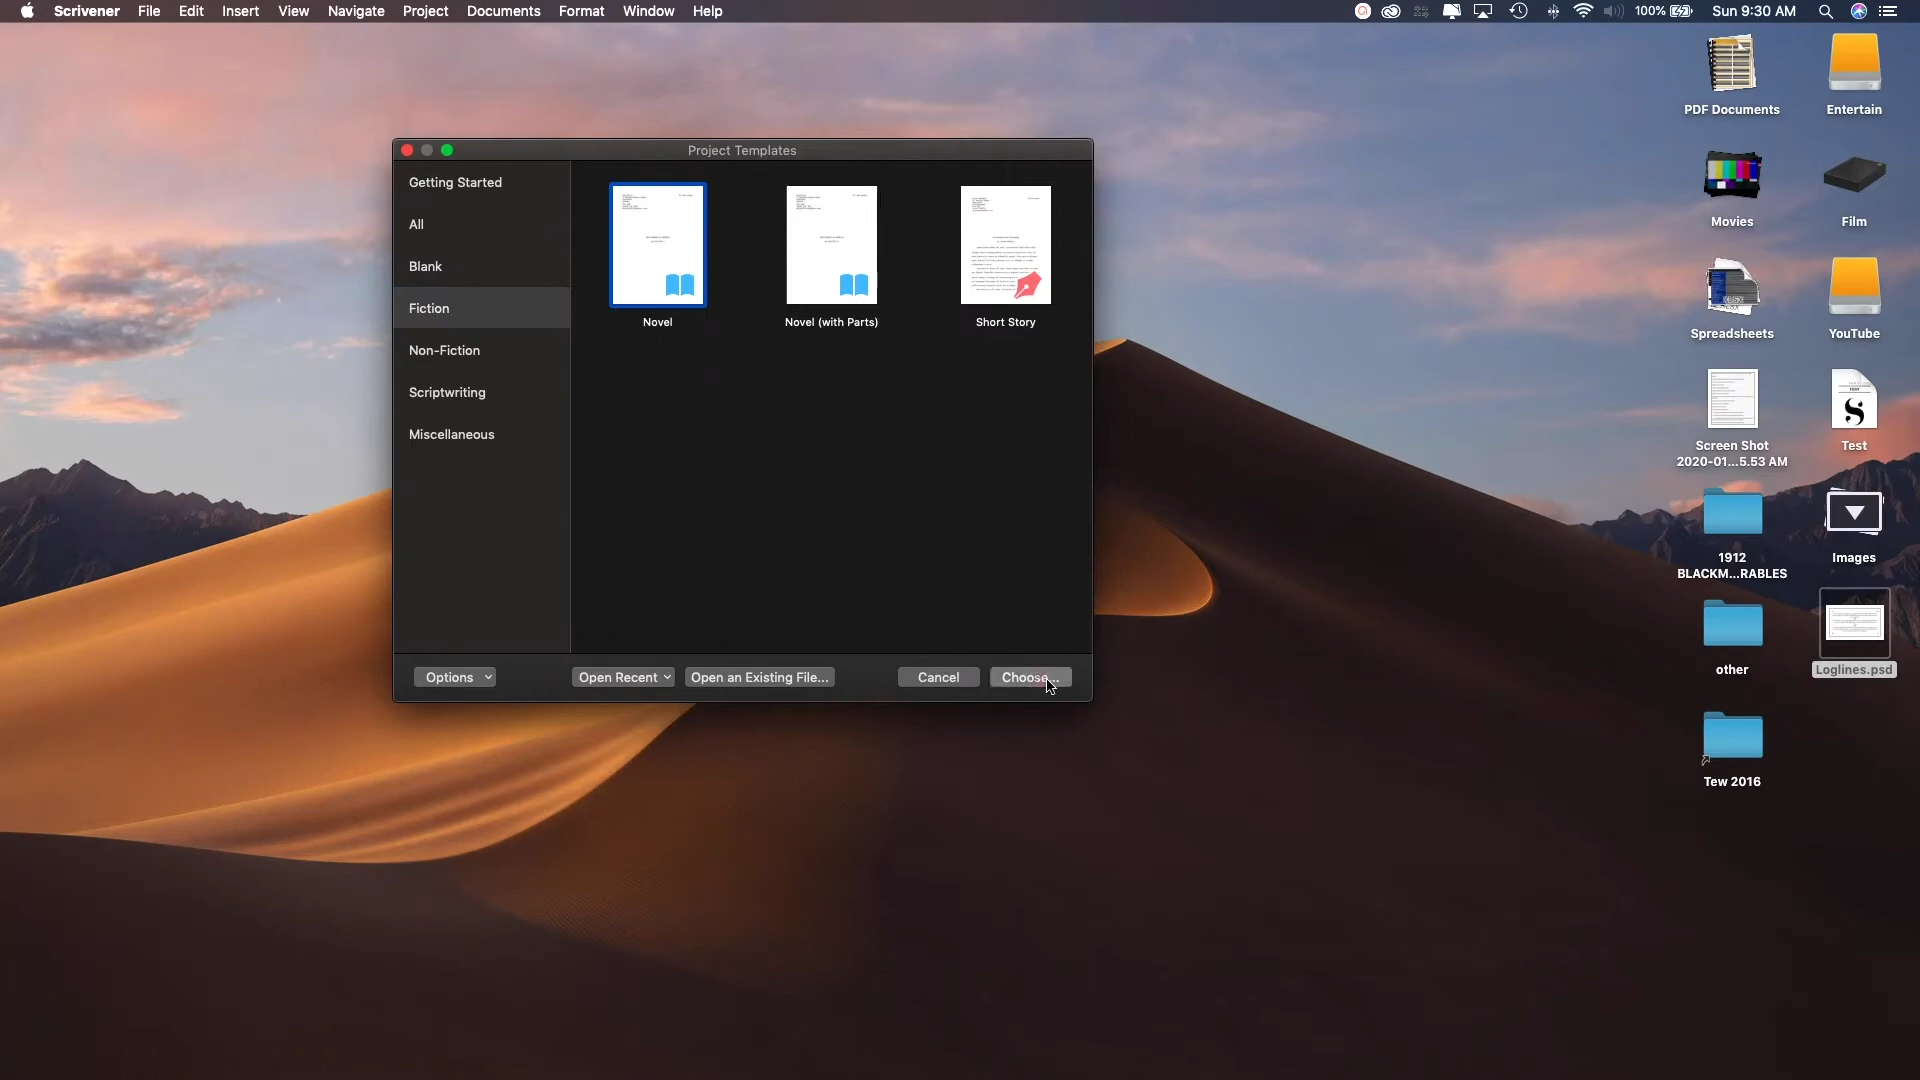 Scrivener File Edit Insert View Navigate Project Documents Format Window Help
100% Sun 9:30 AM
Project Templates
Getting Started
All
Blank
Fiction
Non-Fiction
Scriptwriting
Miscellaneous
Novel
Novel (with Parts)
Short Story
Options
Open Recent
Open an Existing File...
Cancel
Choose...
PDF Documents
Entertain
Movies
Film
XLSX
Spreadsheets
YouTube
Screen Shot
2020-01...5.53 AM
TEST
S
Test
1912
BLACKM...RABLES
Images
other
Loglines.psd
Tew 2016